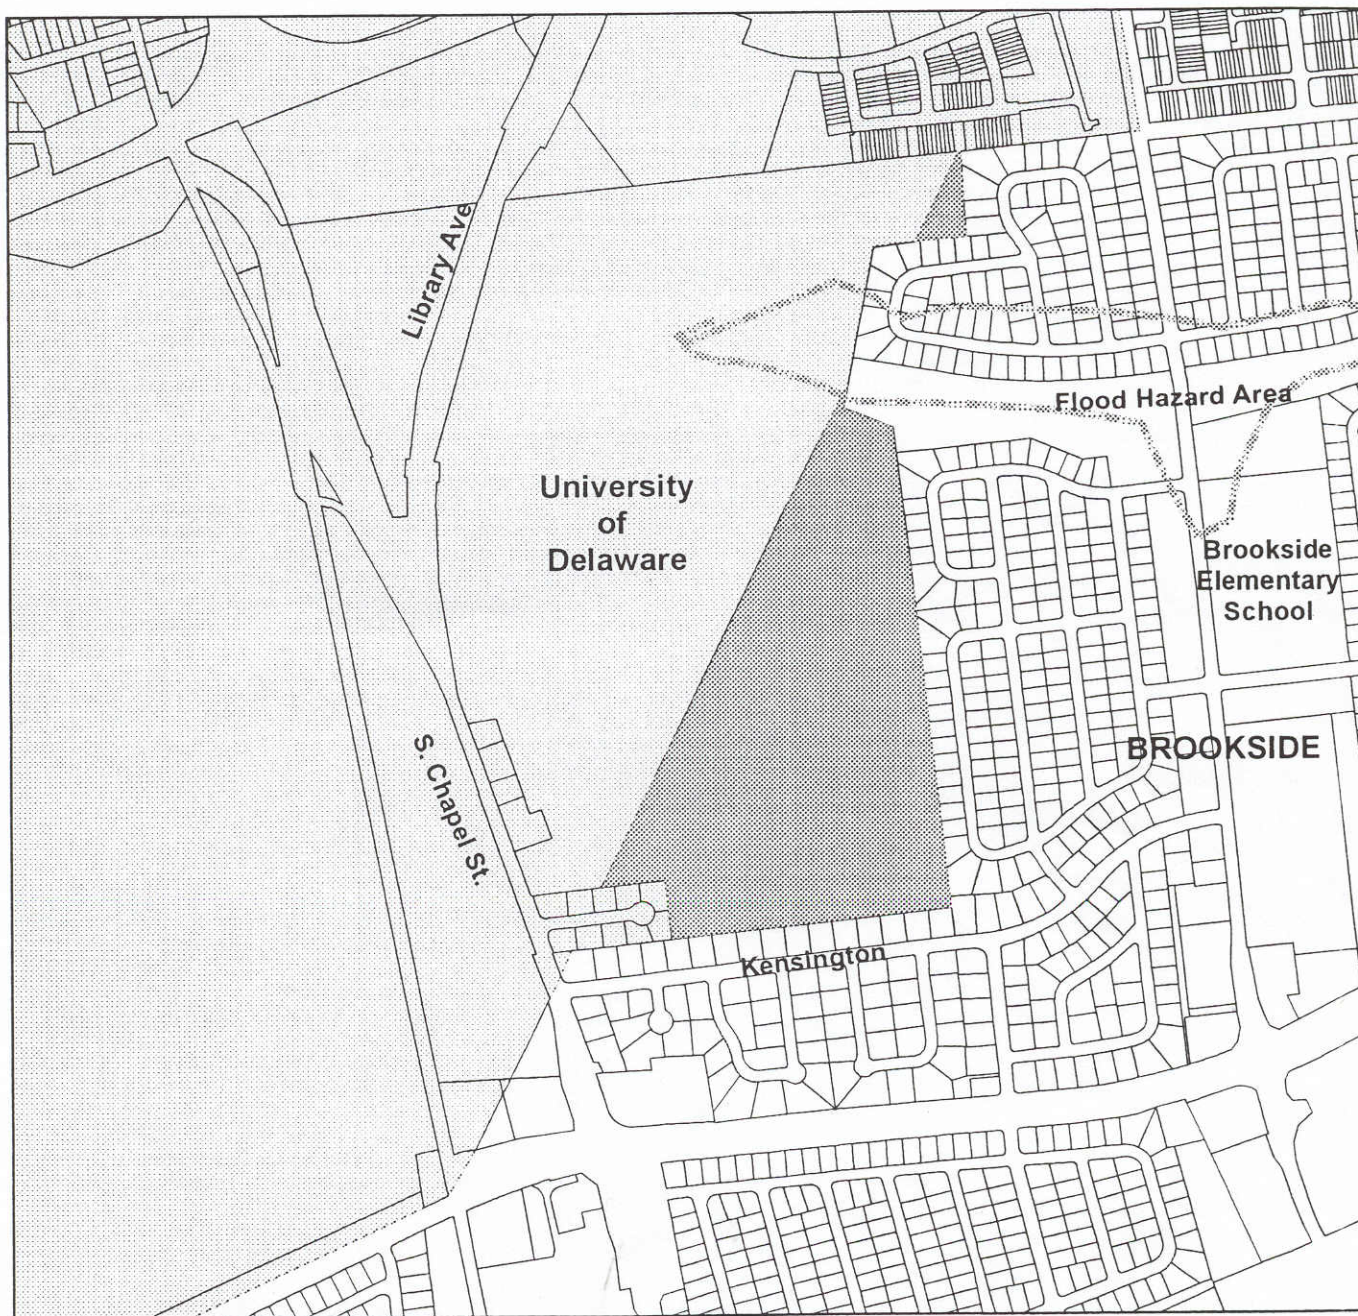 Library Ave
Flood Hazard Area
University
of
Delaware
Brookside
Elementary
School
S. Chapel St.
BROOKSIDE
Kensington